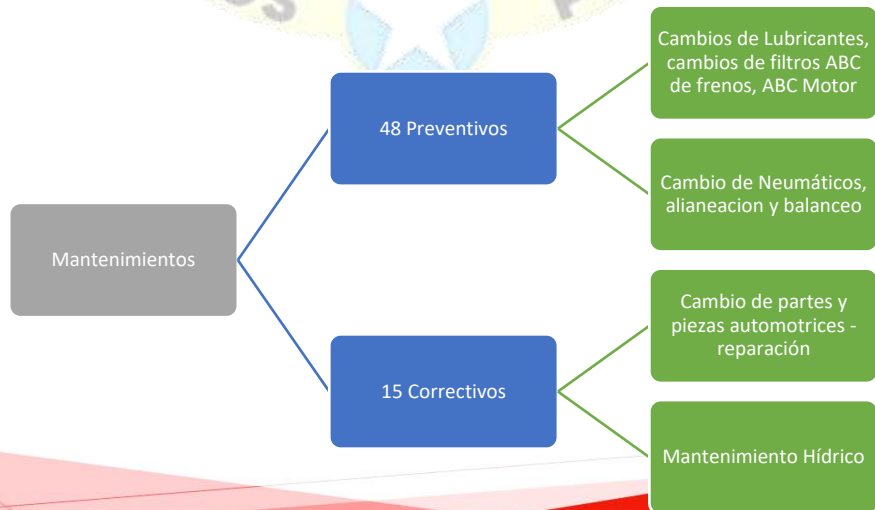 Mantenimientos
48 Preventivos
Cambios de Lubricantes,
cambios de filtros ABC
de frenos, ABC Motor
Cambio de Neumáticos,
alianeacion y balanceo
15 Correctivos
Cambio de partes y
piezas automotrices -
reparación
Mantenimiento Hídrico